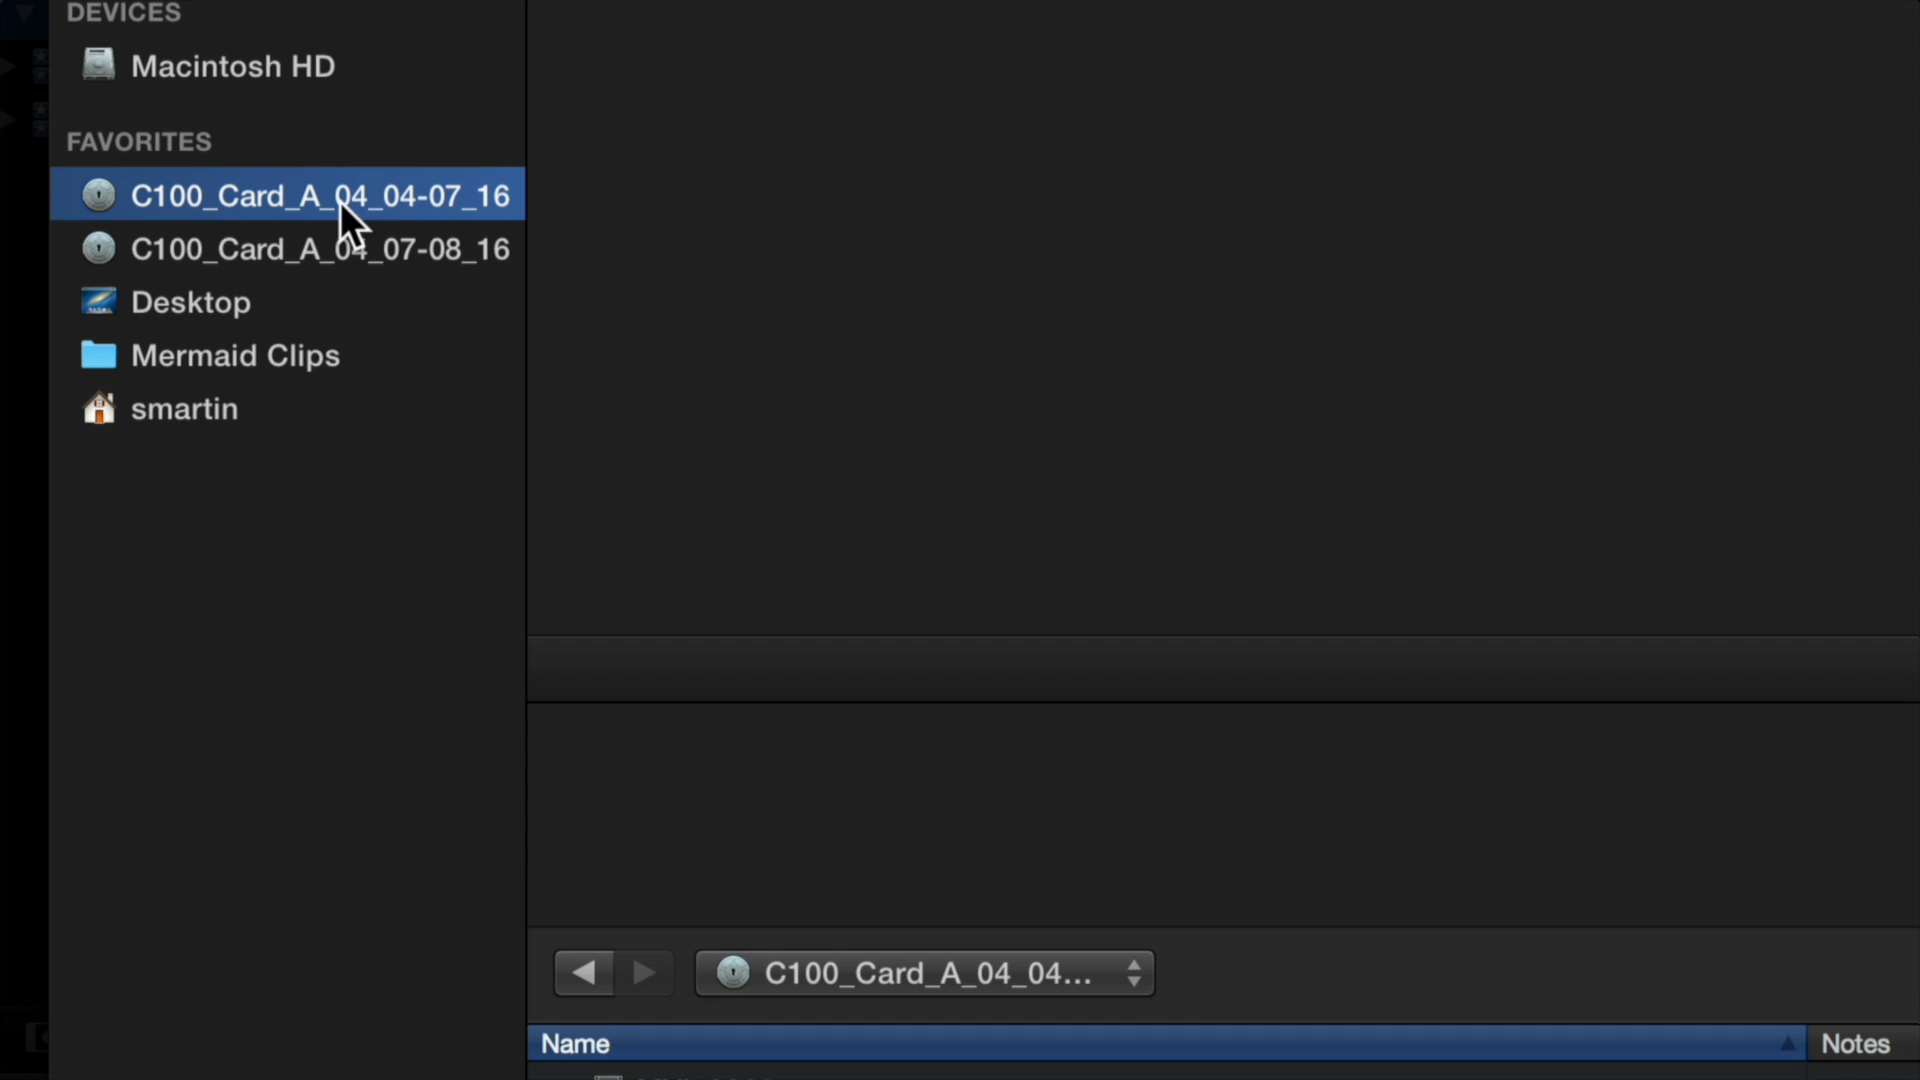 DEVICES
Macintosh HD
FAVORITES
C100_Card_A_04_04-07_16
C100_Card_A_04_07-08_16
Desktop
Mermaid Clips
smartin
C100_Card_A_04_04...
Name
Notes